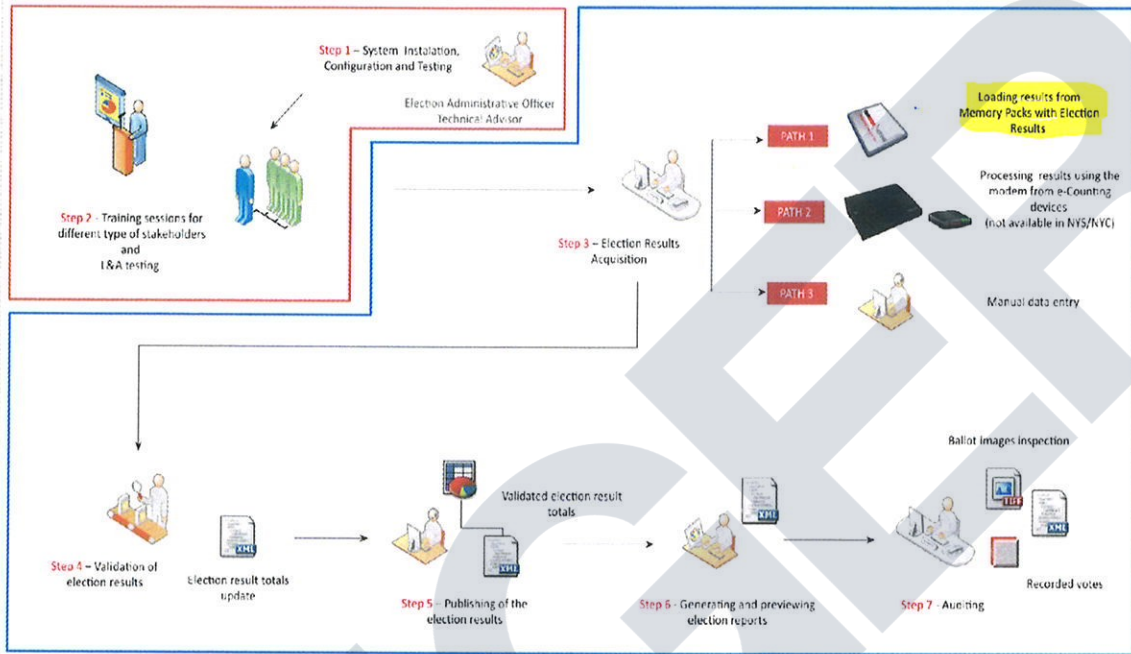 Step 1 – System Instalation,
Configuration and Testing
Election Administrative Officer
Technical Advisor
Step 2 - Training sessions for
different type of stakeholders
and
L&A testing
Step 3 – Election Results
Acquisition
PATH 1
Loading results from
Memory Packs with Election
Results
PATH 2
Processing results using the
modem from e-Counting
devices
(not available in NYS/NYC)
PATH 3
Manual data entry
Step 4 – Validation of
election results
XML
Election result totals
update
Step 5 – Publishing of the
election results
XML
Validated election result
totals
XML
Step 6 - Generating and previewing
election reports
Ballot images inspection
XML
Recorded votes
Step 7 - Auditing